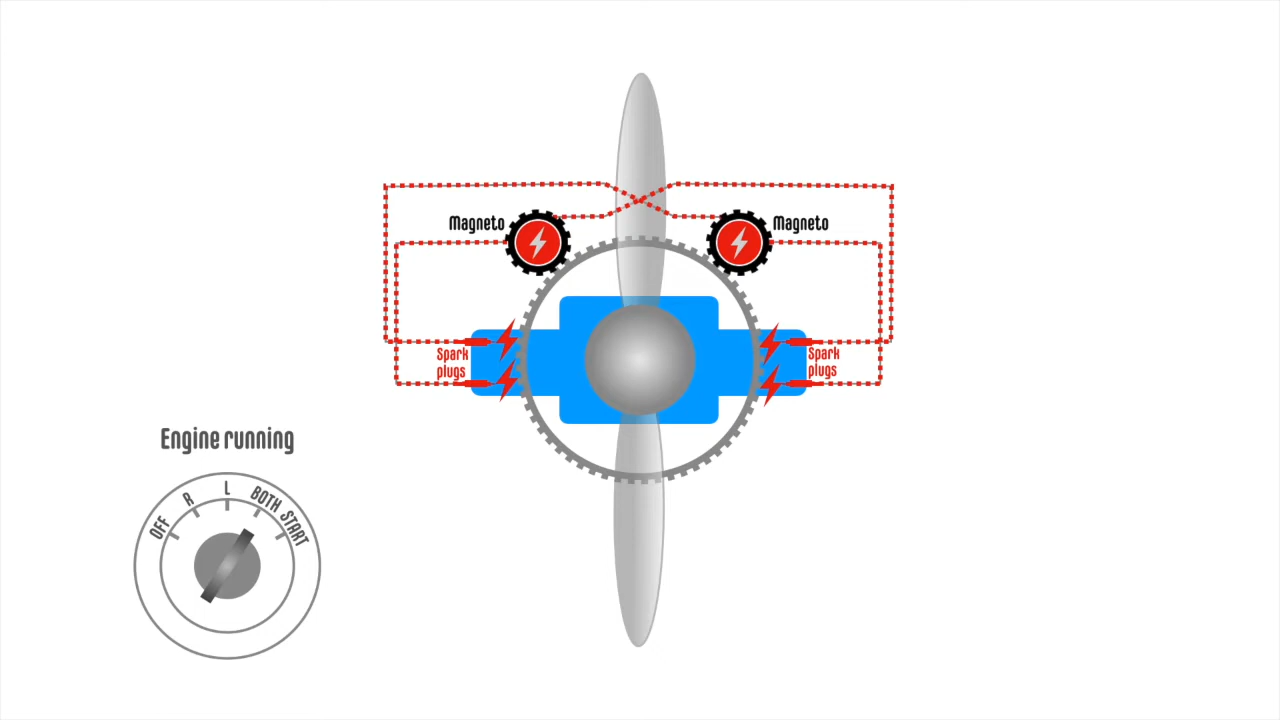 Magneto
Magneto
Spark
plugs
Spark
plugs
Engine running
OFF
R
L
BOTH
START